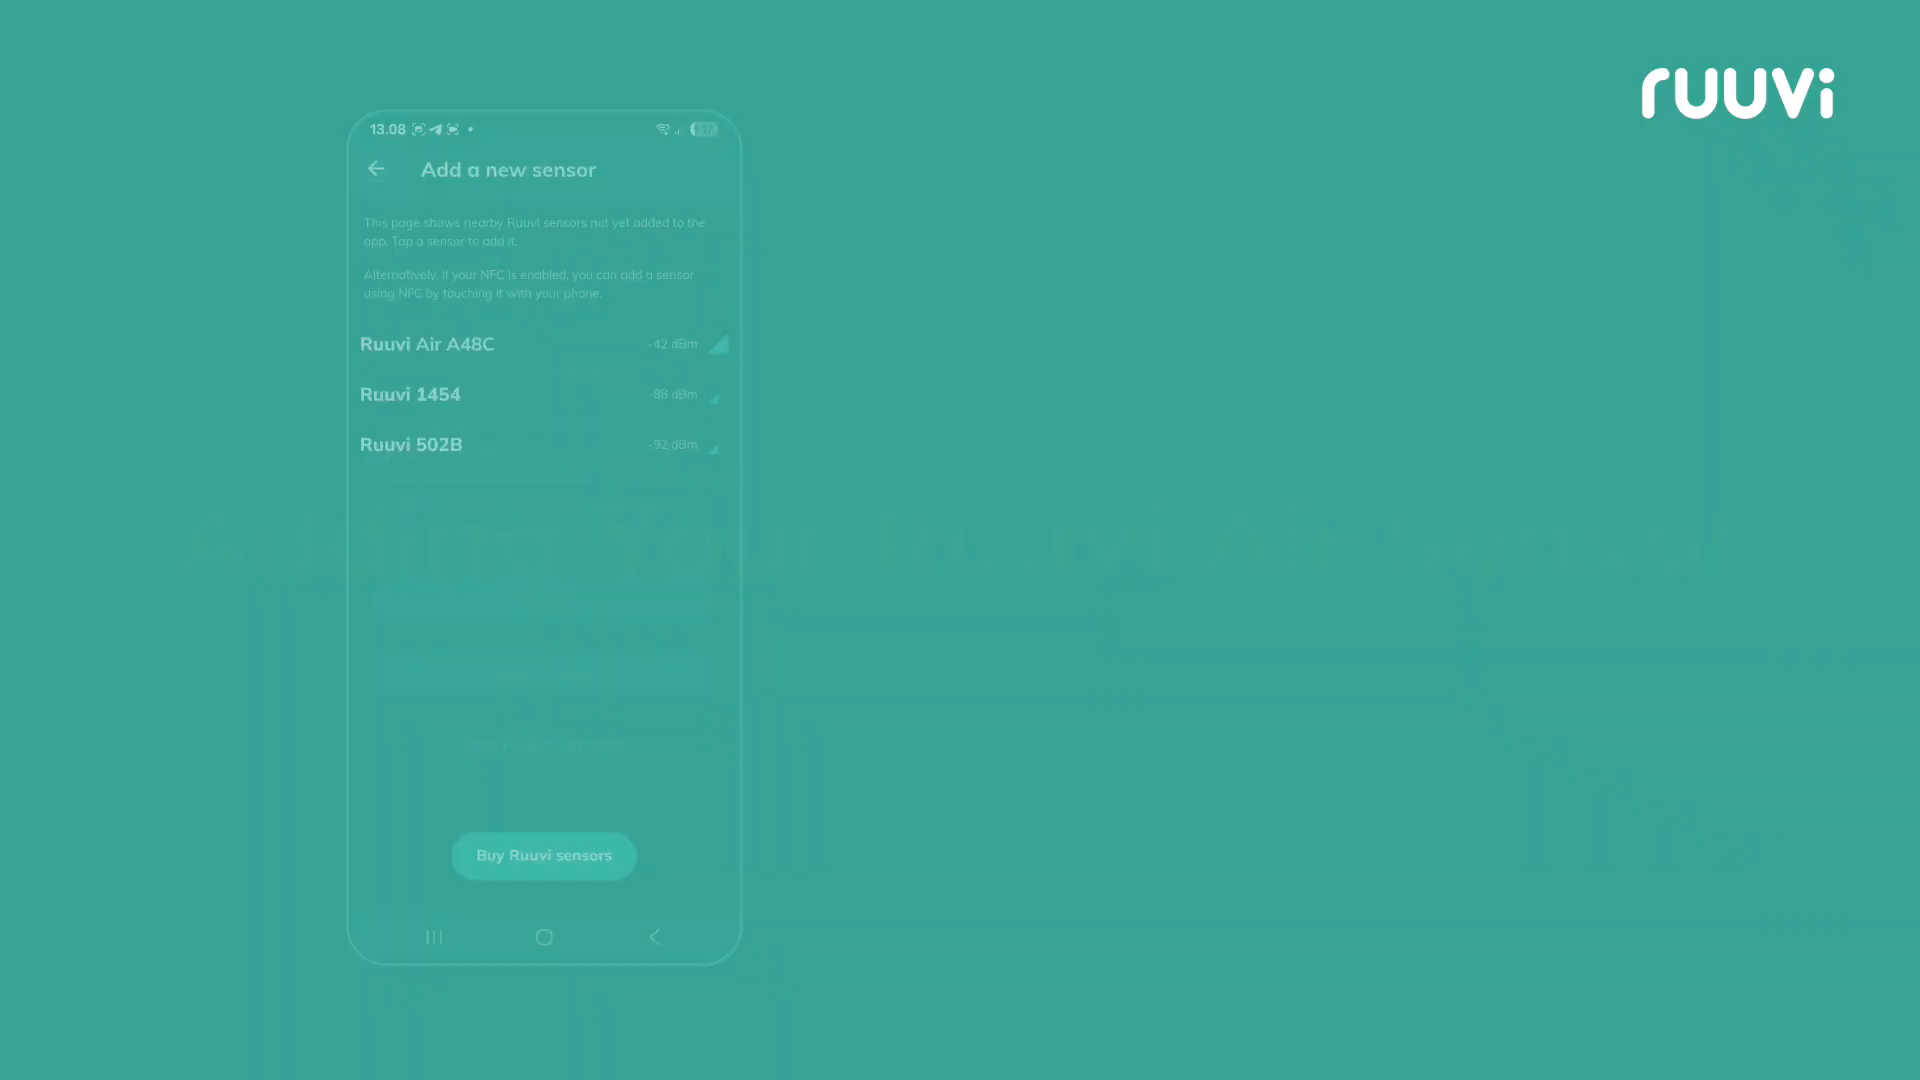 ruuvi
13.08
17
Add a new sensor
This page shows nearby Ruuvi sensors not yet added to the
app. Tap a sensor to add it.
Alternatively, if your NFC is enabled, you can add a sensor
using NFC by touching it with your phone.
Ruuvi Air A48C -42 dBm
Ruuvi 1454 -88 dBm
Ruuvi 502B -92 dBm
Adding Your Ruuvi Air Sensor
Buy Ruuvi sensors